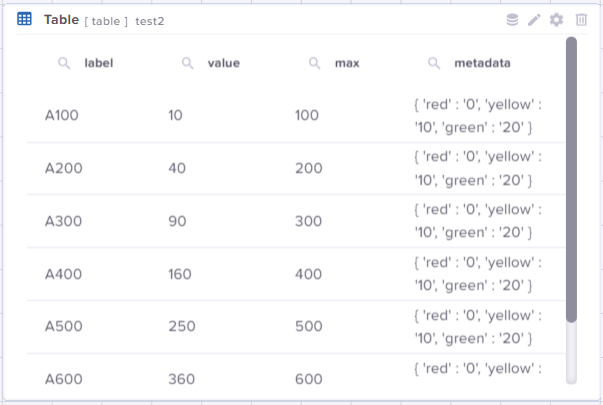 Table [ table ] test2
label value max metadata
A100 10 100 { 'red' : '0', 'yellow' :
'10', 'green' : '20' }
A200 40 200 { 'red' : '0', 'yellow' :
'10', 'green' : '20' }
A300 90 300 { 'red' : '0', 'yellow' :
'10', 'green' : '20' }
A400 160 400 { 'red' : '0', 'yellow' :
'10', 'green' : '20' }
A500 250 500 { 'red' : '0', 'yellow' :
'10', 'green' : '20' }
A600 360 600 { 'red' : '0', 'yellow' :